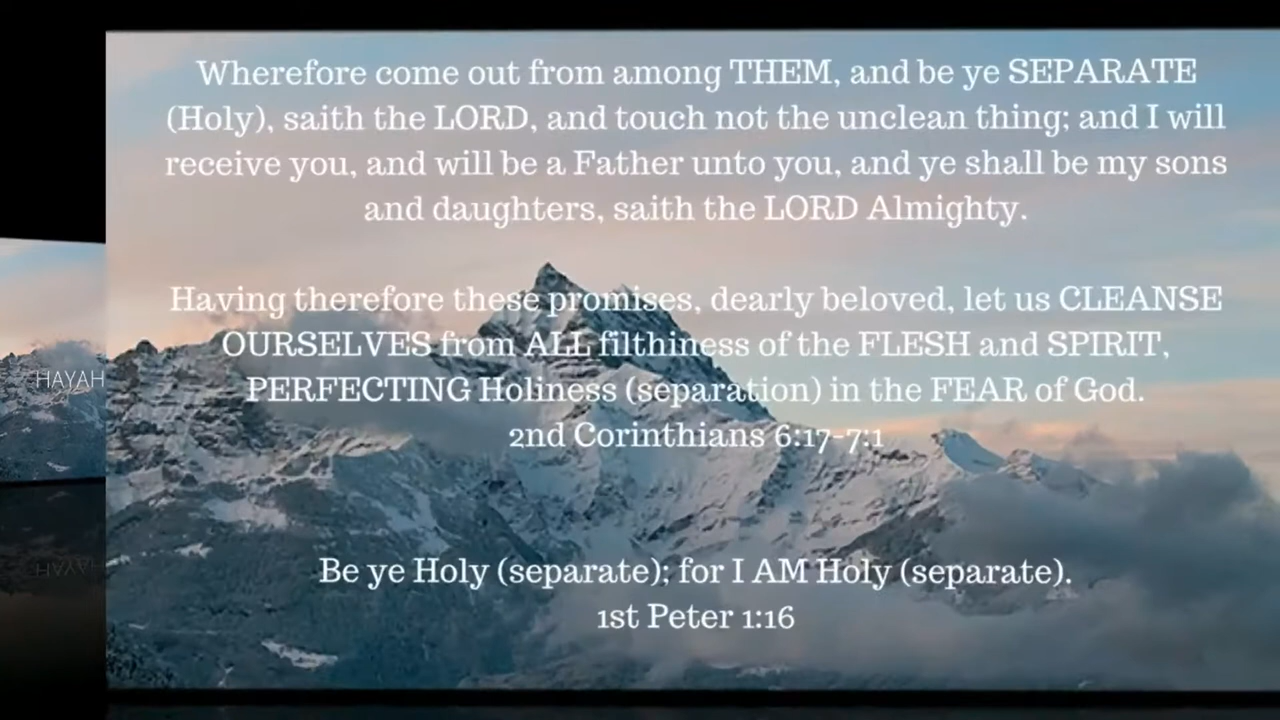 Wherefore come out from among THEM, and be ye SEPARATE
(Holy), saith the LORD, and touch not the unclean thing; and I will
receive you, and will be a Father unto you, and ye shall be my sons
and daughters, saith the LORD Almighty.
Having therefore these promises, dearly beloved, let us CLEANSE
OURSELVES from ALL filthiness of the FLESH and SPIRIT,
PERFECTING Holiness (separation) in the FEAR of God.
2nd Corinthians 6:17-7:1
Be ye Holy (separate); for I AM Holy (separate).
1st Peter 1:16
HAYAH